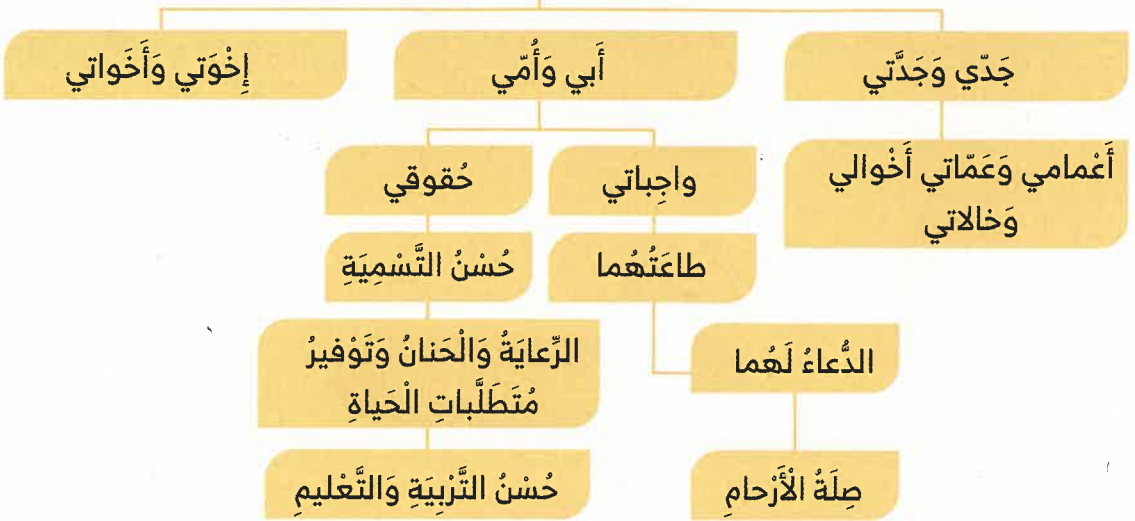 جَدّي وَجَدَّتي
أَبي وَأُمّي
إِخْوَتي وَأَخَواتي
أَعْمامي وَعَمّاتي أَخْوالي
وَخالاتي
واجِباتي
حُقوقي
طاعَتُهُما
حُسْنُ التَّسْمِيَةِ
الدُّعاءُ لَهُما
الرِّعايَةُ وَالْحَنانُ وَتَوْفيرُ
مُتَطَلَّباتِ الْحَياةِ
صِلَةُ الْأَرْحامِ
حُسْنُ التَّرْبِيَةِ وَالتَّعْليمِ